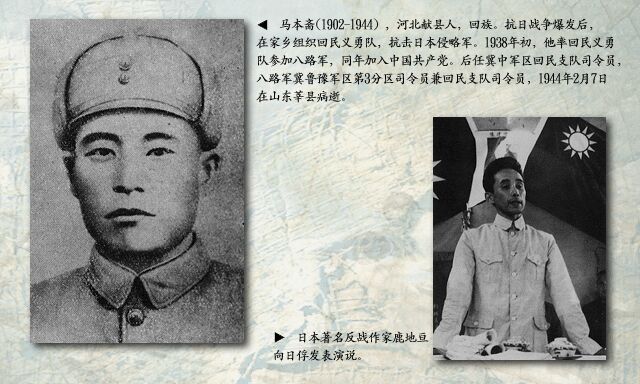 ◀ 马本斋(1902-1944)，河北献县人，回族。抗日战争爆发后，
在家乡组织回民义勇队，抗击日本侵略军。1938年初，他率回民义勇
队参加八路军，同年加入中国共产党。后任冀中军区回民支队司令员，
八路军冀鲁豫军区第3分区司令员兼回民支队司令员，1944年2月7日
在山东莘县病逝。
▶ 日本著名反战作家鹿地亘
向日俘发表演说。